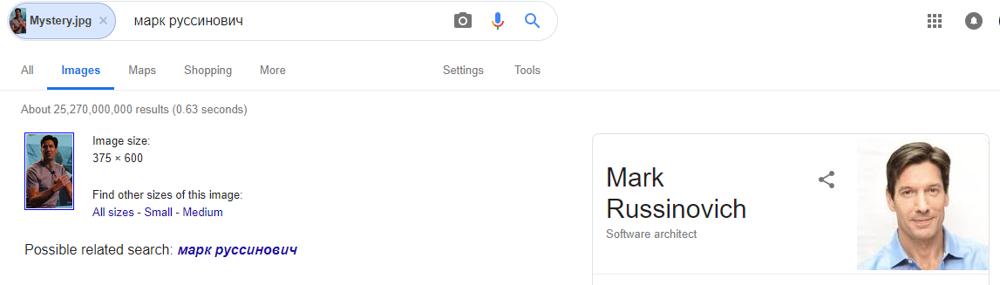 Mystery.jpg × марк руссинович
All Images Maps Shopping More Settings Tools
About 25,270,000,000 results (0.63 seconds)
Image size:
375 × 600
Find other sizes of this image:
All sizes - Small - Medium
Possible related search: марк руссинович
Mark
Russinovich
Software architect